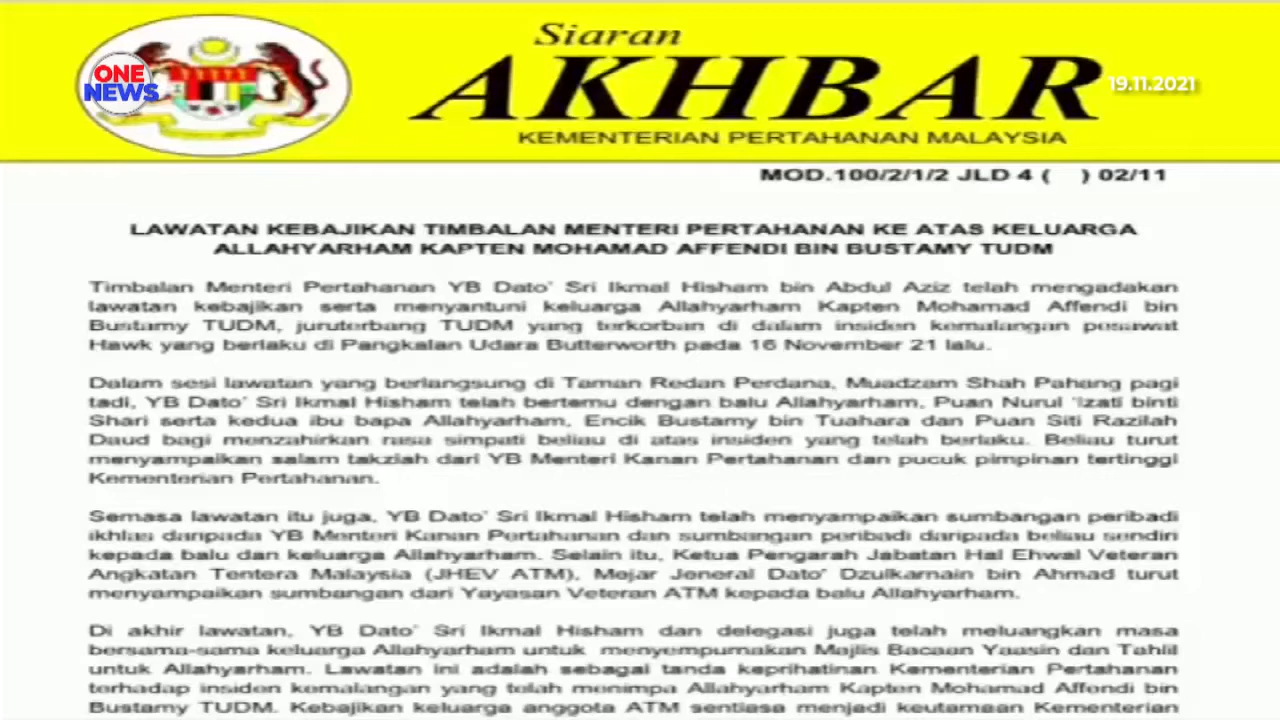 Siaran
AKHBAR
ONE
NEWS
19.11.2021
KEMENTERIAN PERTAHANAN MALAYSIA
MOD.100/2/1/2 JLD 4 ( ) 02/11
LAWATAN KEBAJIKAN TIMBALAN MENTERI PERTAHANAN KE ATAS KELUARGA
ALLAHYARHAM KAPTEN MOHAMAD AFFENDI BIN BUSTAMY TUDM
Timbalan Menteri Pertahanan YB Dato' Sri Ikmal Hisham bin Abdul Aziz telah mengadakan
lawatan kebajikan serta menyantuni keluarga Allahyarham Kapten Mohamad Affendi bin
Bustamy TUDM, juruterbang TUDM yang terkorban di dalam insiden kemalangan pesawat
Hawk yang berlaku di Pangkalan Udara Butterworth pada 16 November 21 lalu.
Dalam sesi lawatan yang berlangsung di Taman Redan Perdana, Muadzam Shah Pahang pagi
tadi, YB Dato' Sri Ikmal Hisham telah bertemu dengan balu Allahyarham, Puan Nurul 'Izati binti
Shari serta kedua ibu bapa Allahyarham, Encik Bustamy bin Tuahara dan Puan Siti Razilah
Daud bagi menzahirkan rasa simpati beliau di atas insiden yang telah berlaku. Beliau turut
menyampaikan salam takziah dari YB Menteri Kanan Pertahanan dan pucuk pimpinan tertinggi
Kementerian Pertahanan.
Semasa lawatan itu juga, YB Dato' Sri Ikmal Hisham telah menyampaikan sumbangan peribadi
ikhlas daripada YB Menteri Kanan Pertahanan dan sumbangan peribadi daripada beliau sendiri
kepada balu dan keluarga Allahyarham. Selain itu, Ketua Pengarah Jabatan Hal Ehwal Veteran
Angkatan Tentera Malaysia (JHEV ATM), Mejar Jeneral Dato' Dzulkarnain bin Ahmad turut
menyampaikan sumbangan dari Yayasan Veteran ATM kepada balu Allahyarham.
Di akhir lawatan, YB Dato' Sri Ikmal Hisham dan delegasi juga telah meluangkan masa
bersama-sama keluarga Allahyarham untuk menyempurnakan Majlis Bacaan Yaasin dan Tahlil
untuk Allahyarham. Lawatan ini adalah sebagai tanda keprihatinan Kementerian Pertahanan
terhadap insiden kemalangan yang telah menimpa Allahyarham Kapten Mohamad Affendi bin
Bustamy TUDM. Kebajikan keluarga anggota ATM sentiasa menjadi keutamaan Kementerian